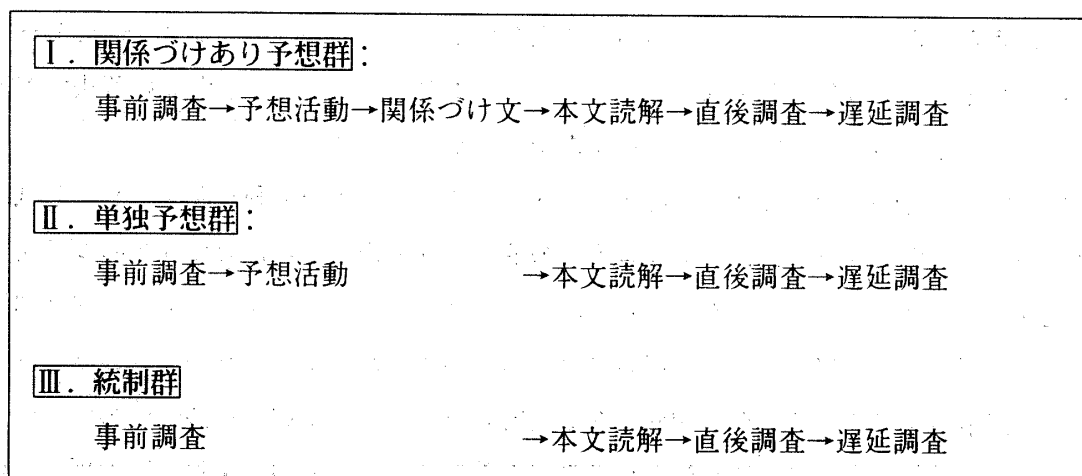 Ⅰ．関係づけあり予想群：
事前調査→予想活動→関係づけ文→本文読解→直後調査→遅延調査
Ⅱ．単独予想群：
事前調査→予想活動 →本文読解→直後調査→遅延調査
Ⅲ．統制群
事前調査 →本文読解→直後調査→遅延調査